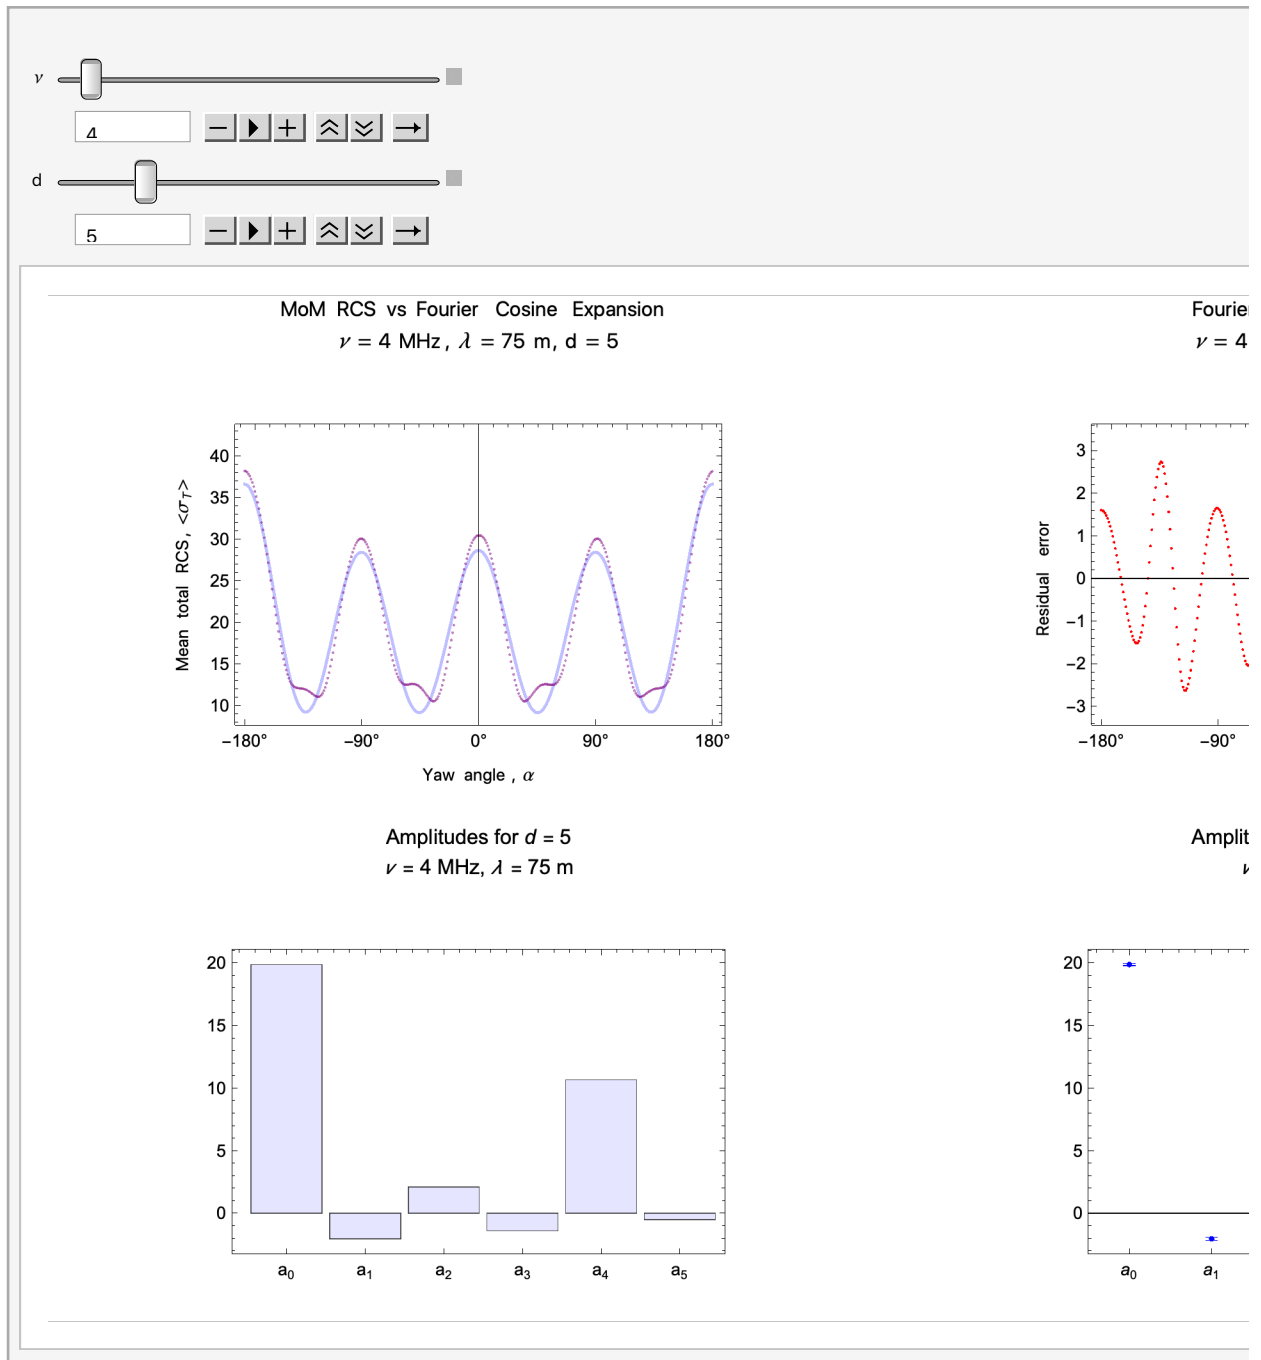 ν
4
d
5
MoM RCS vs Fourier Cosine Expansion
ν = 4 MHz, λ = 75 m, d = 5
40
35
30
25
20
15
10
Mean total RCS, <σ_T>
−180° −90° 0° 90° 180°
Yaw angle, α
Fourier
ν = 4
3
2
1
0
−1
−2
−3
Residual error
−180° −90°
Amplitudes for d = 5
ν = 4 MHz, λ = 75 m
20
15
10
5
0
a₀ a₁ a₂ a₃ a₄ a₅
Amplit
ν
20
15
10
5
0
a₀ a₁